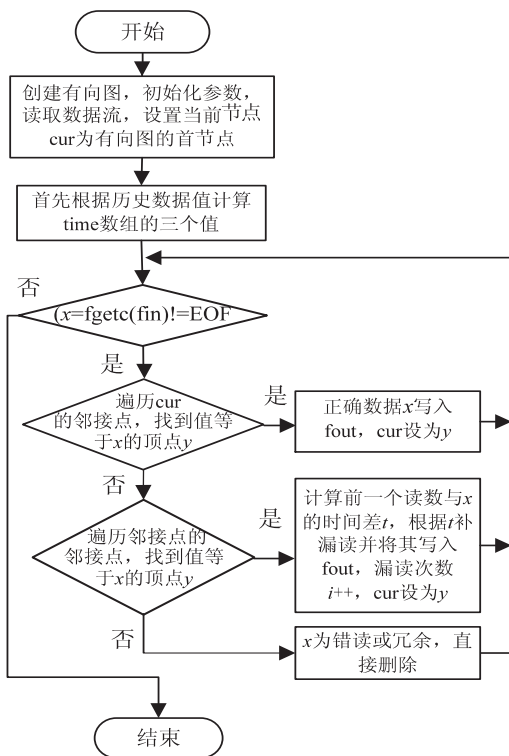 开始
创建有向图，初始化参数，
读取数据流，设置当前节点
cur为有向图的首节点
首先根据历史数据值计算
time数组的三个值
否
(x=fgetc(fin)!=EOF
是
遍历cur
的邻接点，找到值等
于x的顶点y
是
正确数据x写入
fout，cur设为y
否
遍历邻接点的
邻接点，找到值等
于x的顶点y
是
计算前一个读数与x
的时间差t，根据t补
漏读并将其写入
fout，漏读次数
i++，cur设为y
否
x为错读或冗余，直
接删除
结束